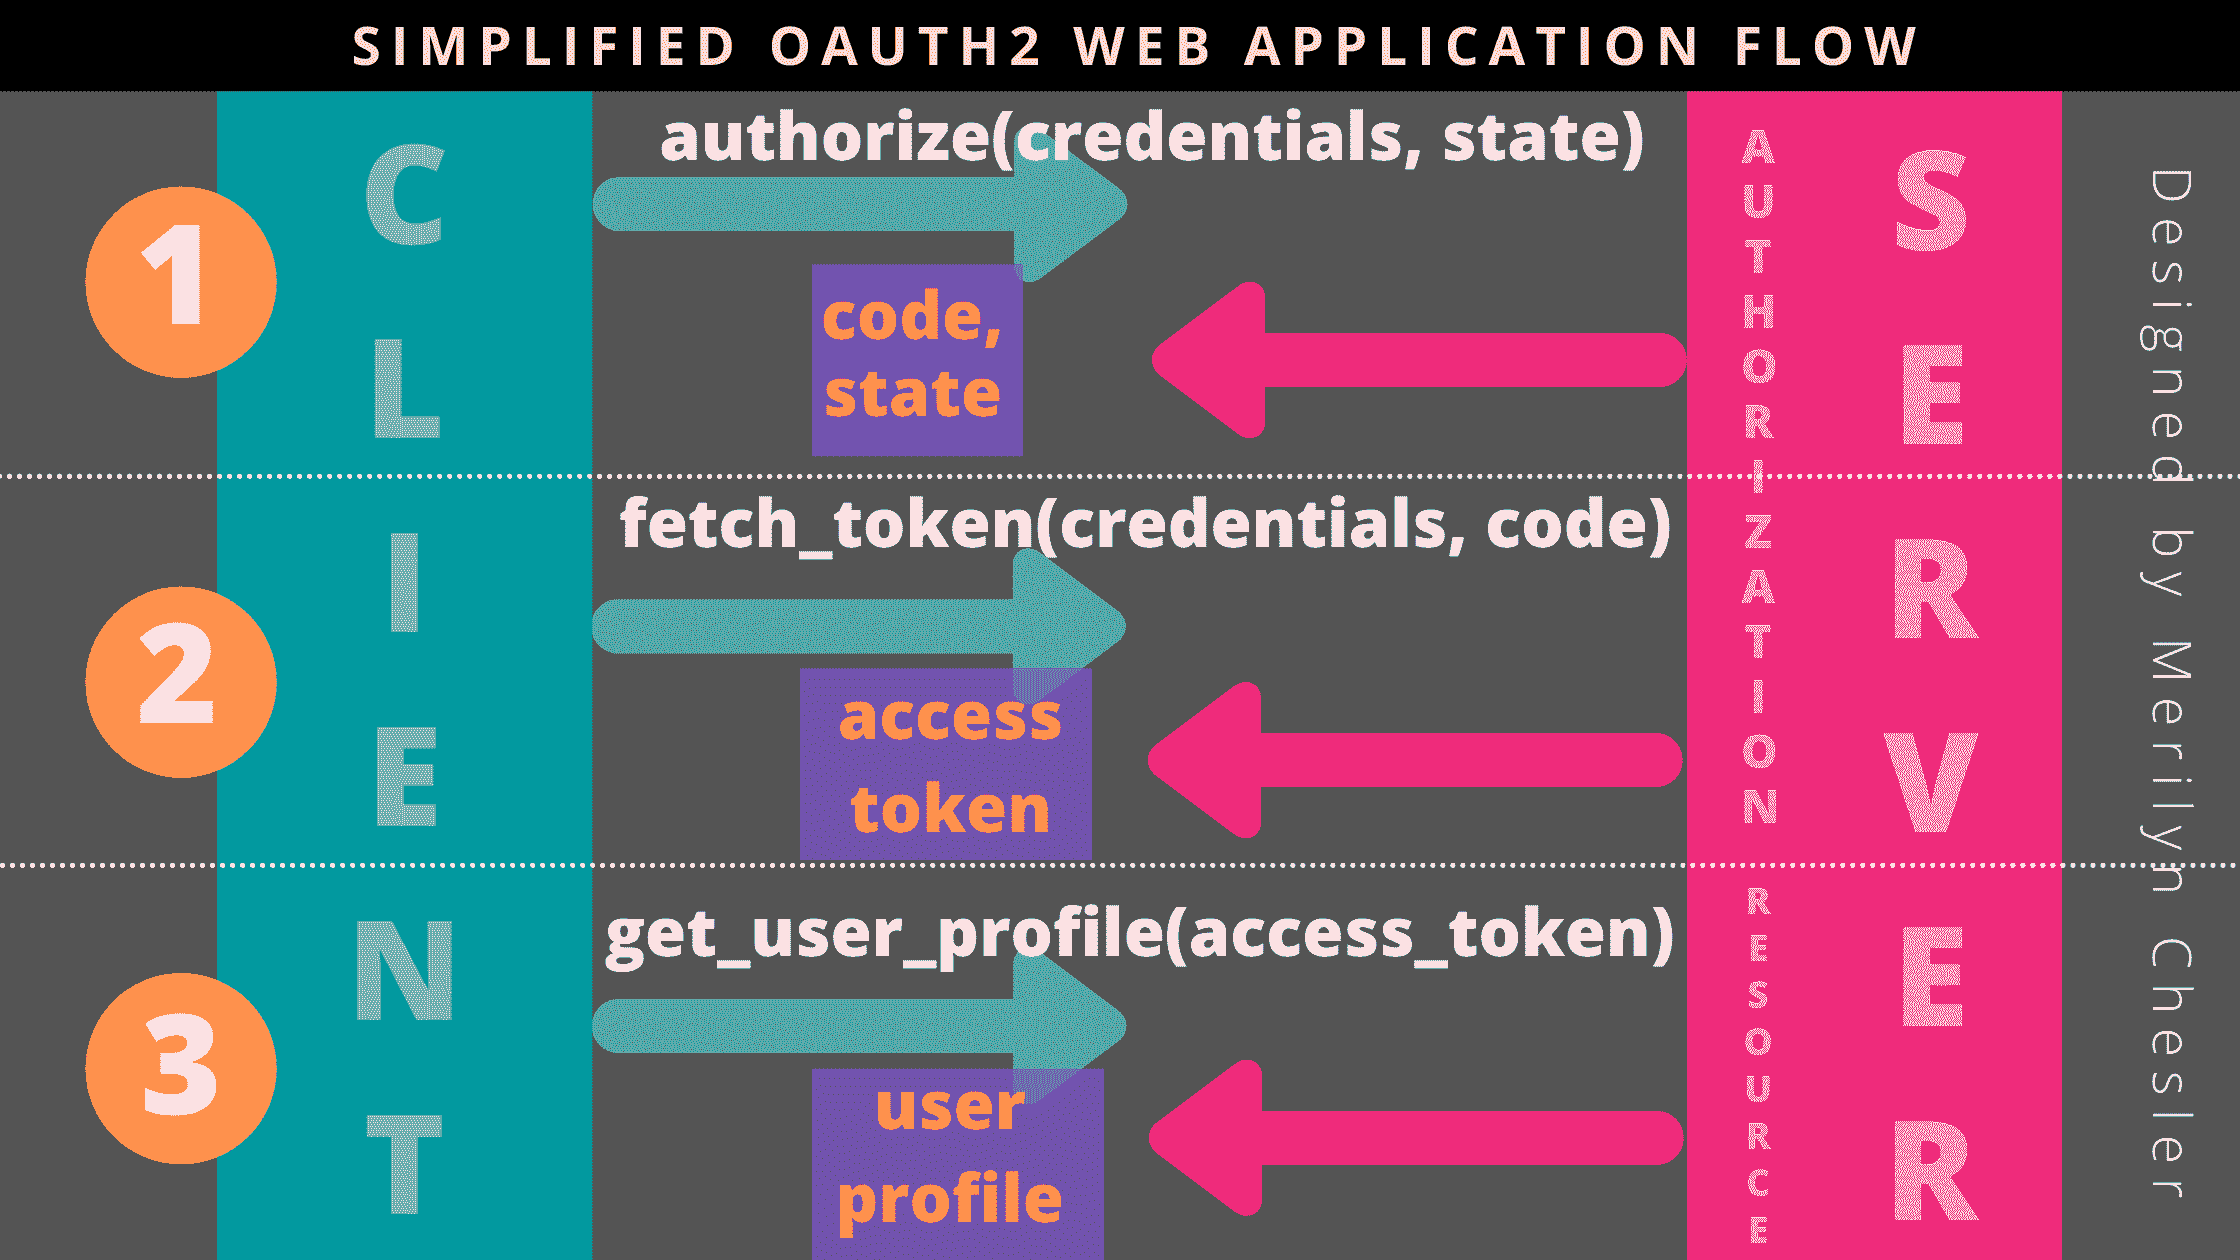 SIMPLIFIED OAUTH2 WEB APPLICATION FLOW
CLIENT
1
authorize(credentials, state)
code,
state
2
fetch_token(credentials, code)
access
token
3
get_user_profile(access_token)
user
profile
AUTHORIZATION
RESOURCE
SERVER
Designed by Merilyn Chesler